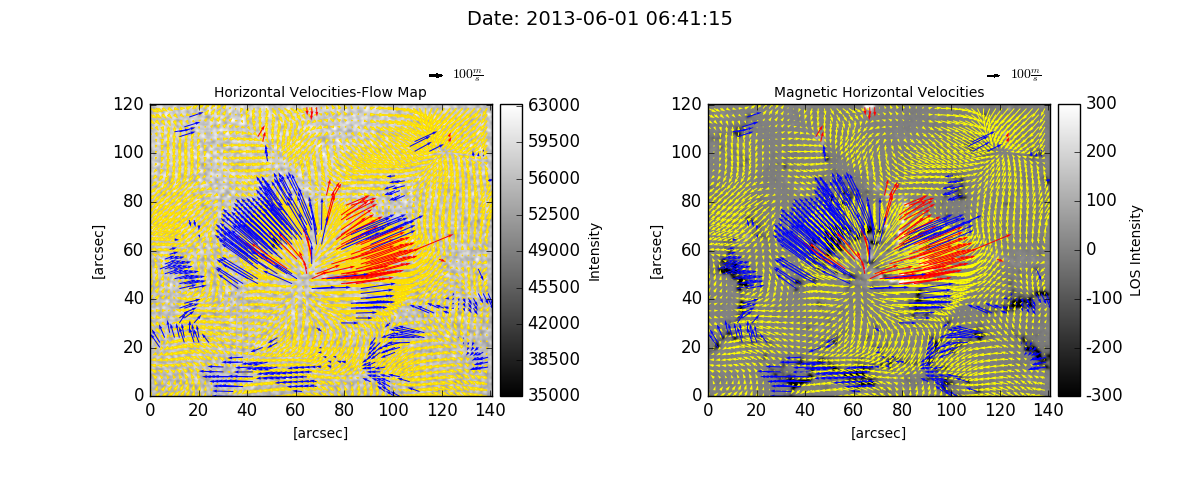 Date: 2013-06-01 06:41:15
100 m/s
100 m/s
Horizontal Velocities-Flow Map
Magnetic Horizontal Velocities
120
100
80
60
40
20
0
0 20 40 60 80 100 120 140
[arcsec]
[arcsec]
63000
59500
56000
52500
49000
45500
42000
38500
35000
Intensity
120
100
80
60
40
20
0
0 20 40 60 80 100 120 140
[arcsec]
[arcsec]
300
200
100
0
-100
-200
-300
LOS Intensity